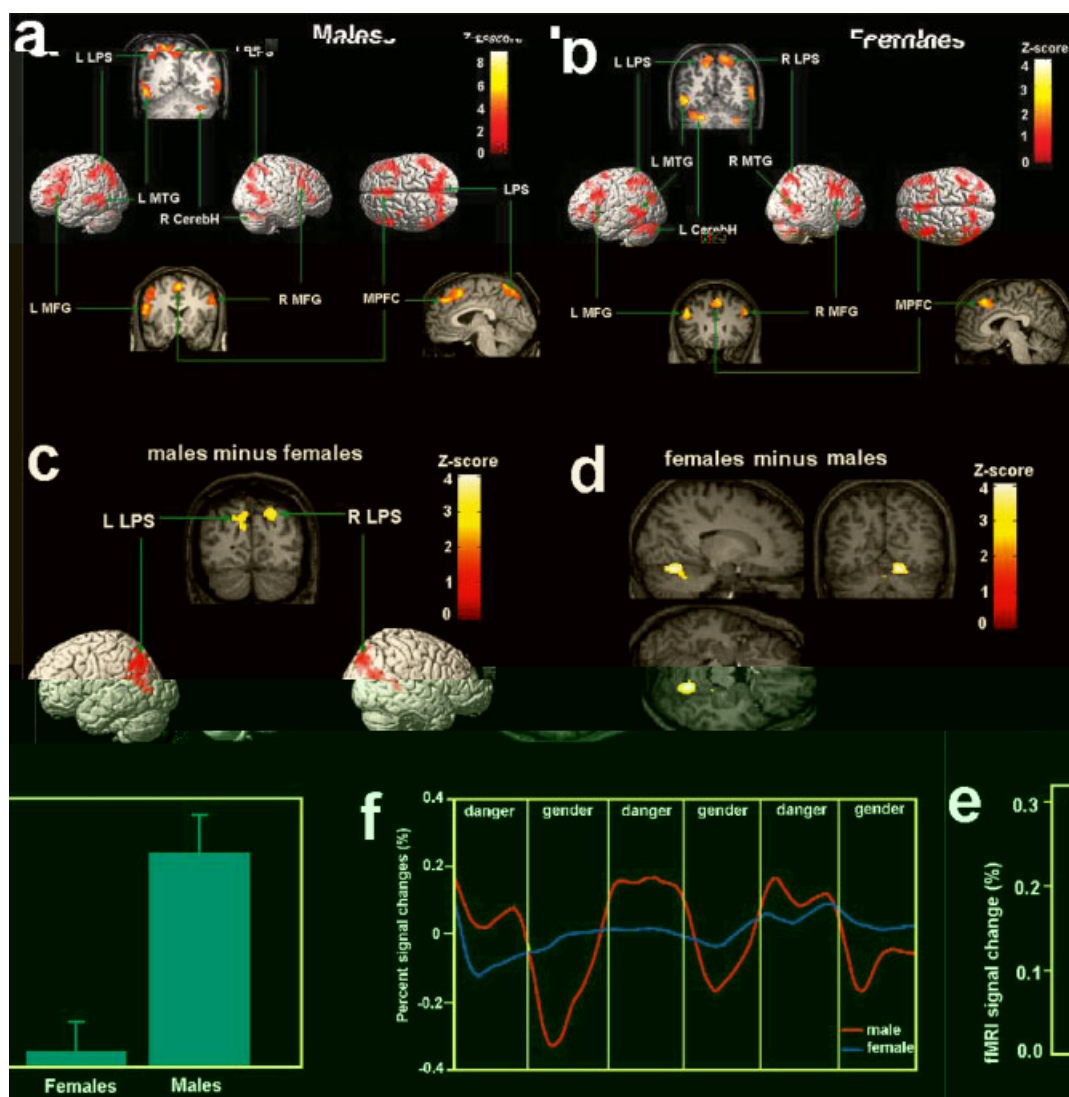 a
Males
Z-score
8
6
4
2
0
L LPS
L MTG
R CerebH
LPS
L MFG
R MFG
MPFC
b
Females
Z-score
4
3
2
1
0
L LPS
R LPS
L MTG
R MTG
L CerebH
L MFG
R MFG
MPFC
c
males minus females
Z-score
4
3
2
1
0
L LPS
R LPS
d
females minus males
Z-score
4
3
2
1
0
Females
Males
f
Percent signal changes (%)
0.4
0.2
0
-0.2
-0.4
danger
gender
danger
gender
danger
gender
male
female
e
fMRI signal change (%)
0.3
0.2
0.1
0.0